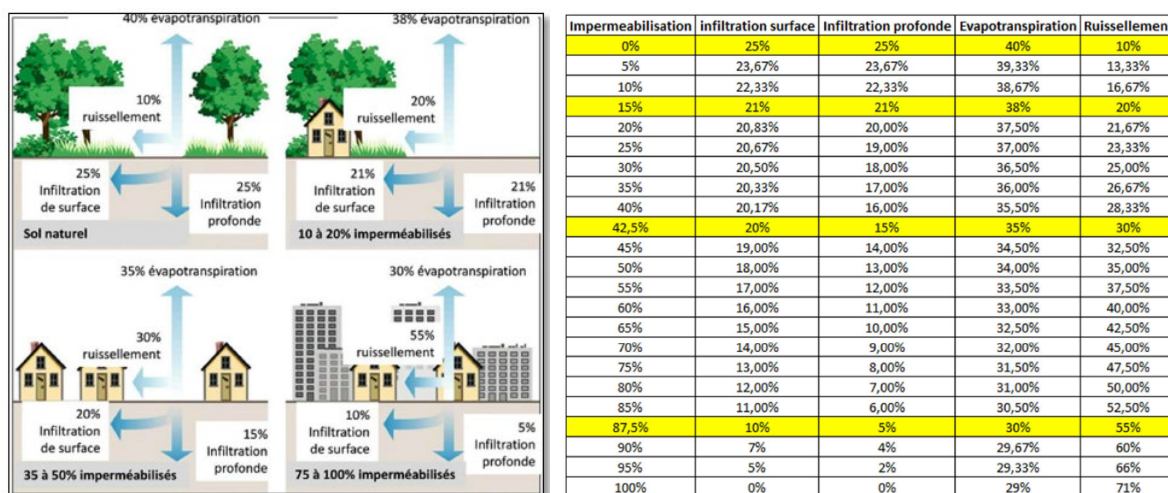 40% évapotranspiration
10%
ruissellement
25%
Infiltration
de surface
25%
Infiltration
profonde
Sol naturel
38% évapotranspiration
20%
ruissellement
21%
Infiltration
de surface
21%
Infiltration
profonde
10 à 20% imperméabilisés
35% évapotranspiration
30%
ruissellement
20%
Infiltration
de surface
15%
Infiltration
profonde
35 à 50% imperméabilisés
30% évapotranspiration
55%
ruissellement
10%
Infiltration
de surface
5%
Infiltration
profonde
75 à 100% imperméabilisés
Impermeabilisation infiltration surface Infiltration profonde Evapotranspiration Ruissellement
0% 25% 25% 40% 10%
5% 23,67% 23,67% 39,33% 13,33%
10% 22,33% 22,33% 38,67% 16,67%
15% 21% 21% 38% 20%
20% 20,83% 20,00% 37,50% 21,67%
25% 20,67% 19,00% 37,00% 23,33%
30% 20,50% 18,00% 36,50% 25,00%
35% 20,33% 17,00% 36,00% 26,67%
40% 20,17% 16,00% 35,50% 28,33%
42,5% 20% 15% 35% 30%
45% 19,00% 14,00% 34,50% 32,50%
50% 18,00% 13,00% 34,00% 35,00%
55% 17,00% 12,00% 33,50% 37,50%
60% 16,00% 11,00% 33,00% 40,00%
65% 15,00% 10,00% 32,50% 42,50%
70% 14,00% 9,00% 32,00% 45,00%
75% 13,00% 8,00% 31,50% 47,50%
80% 12,00% 7,00% 31,00% 50,00%
85% 11,00% 6,00% 30,50% 52,50%
87,5% 10% 5% 30% 55%
90% 7% 4% 29,67% 60%
95% 5% 2% 29,33% 66%
100% 0% 0% 29% 71%